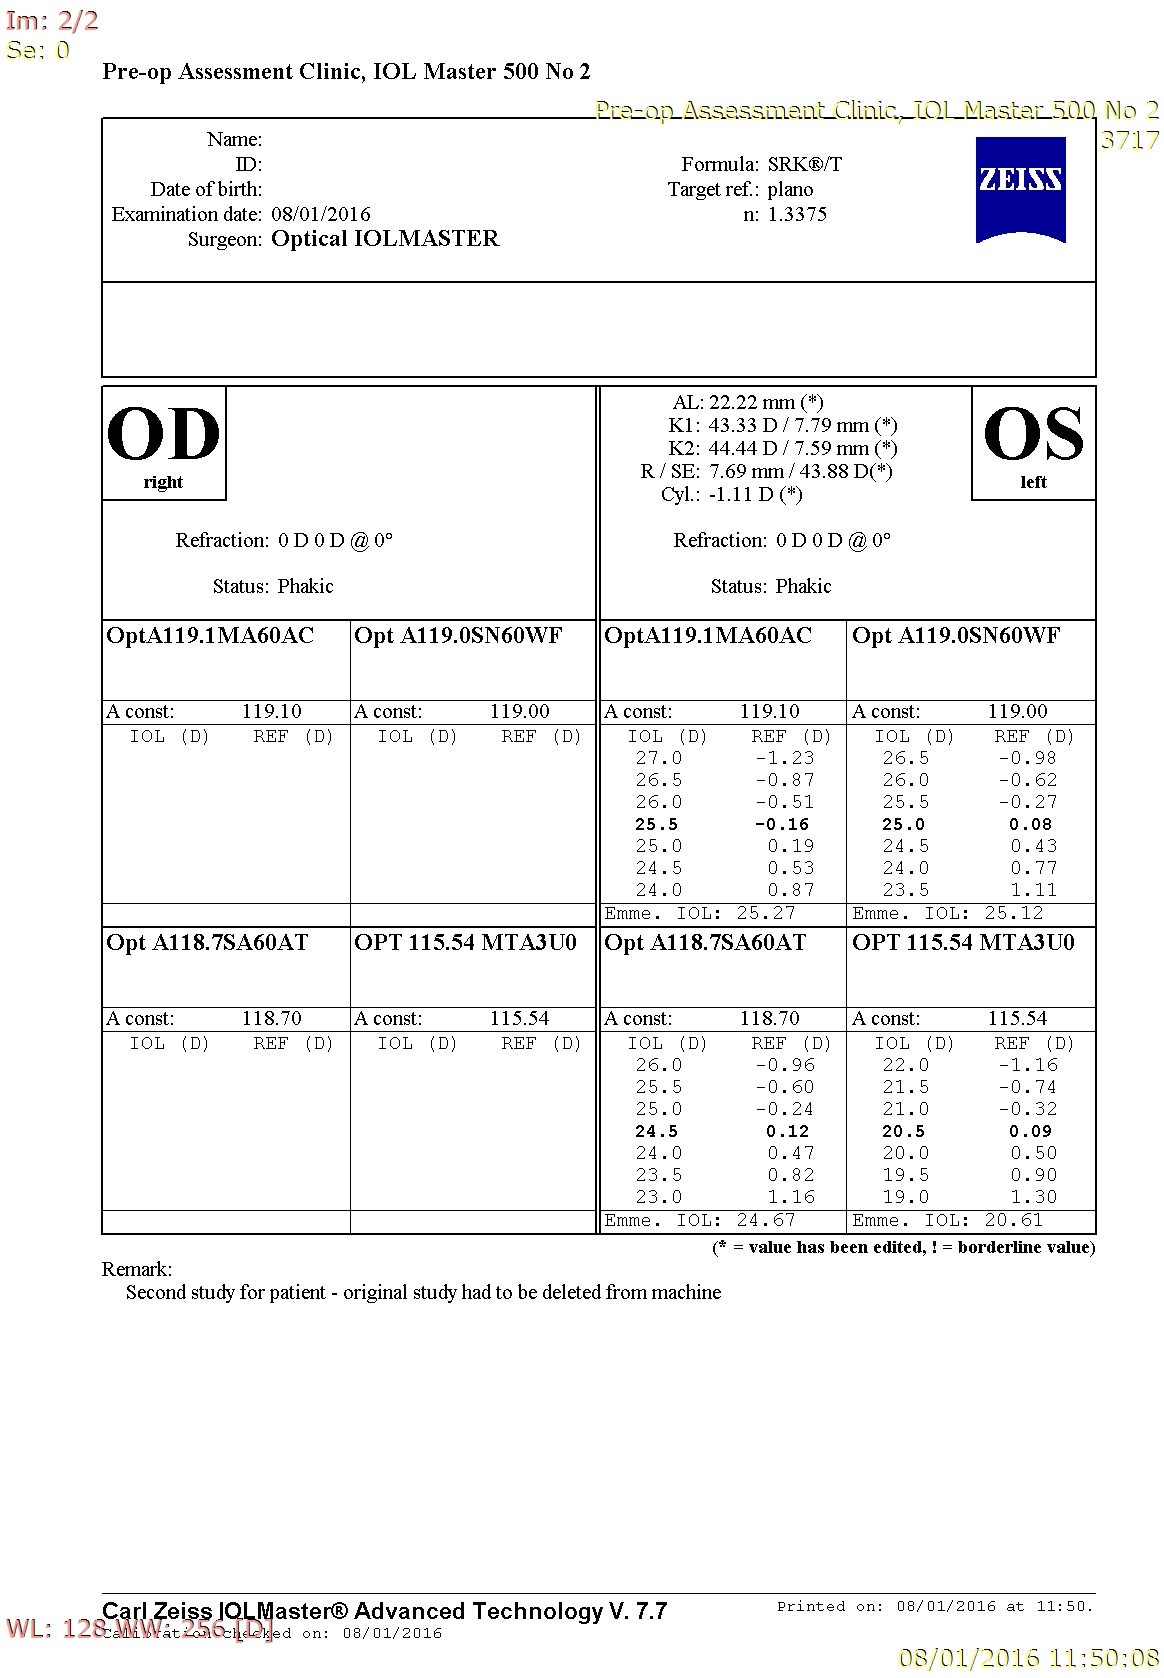 Im: 2/2
Se: 0
Pre-op Assessment Clinic, IOL Master 500 No 2
Pre-op Assessment Clinic, IOL Master 500 No 2
3717
Name:
ID:
Date of birth:
Examination date: 08/01/2016
Surgeon: Optical IOLMASTER
Formula: SRK®/T
Target ref.: plano
n: 1.3375
ZEISS
OD
right
Refraction: 0 D 0 D @ 0°
Status: Phakic
AL: 22.22 mm (*)
K1: 43.33 D / 7.79 mm (*)
K2: 44.44 D / 7.59 mm (*)
R / SE: 7.69 mm / 43.88 D(*)
Cyl.: -1.11 D (*)
OS
left
Refraction: 0 D 0 D @ 0°
Status: Phakic
OptA119.1MA60AC Opt A119.0SN60WF OptA119.1MA60AC Opt A119.0SN60WF
A const: 119.10 A const: 119.00 A const: 119.10 A const: 119.00
IOL (D) REF (D) IOL (D) REF (D) IOL (D) REF (D) IOL (D) REF (D)
27.0 -1.23 26.5 -0.98
26.5 -0.87 26.0 -0.62
26.0 -0.51 25.5 -0.27
25.5 -0.16 25.0 0.08
25.0 0.19 24.5 0.43
24.5 0.53 24.0 0.77
24.0 0.87 23.5 1.11
Emme. IOL: 25.27 Emme. IOL: 25.12
Opt A118.7SA60AT OPT 115.54 MTA3U0 Opt A118.7SA60AT OPT 115.54 MTA3U0
A const: 118.70 A const: 115.54 A const: 118.70 A const: 115.54
IOL (D) REF (D) IOL (D) REF (D) IOL (D) REF (D) IOL (D) REF (D)
26.0 -0.96 22.0 -1.16
25.5 -0.60 21.5 -0.74
25.0 -0.24 21.0 -0.32
24.5 0.12 20.5 0.09
24.0 0.47 20.0 0.50
23.5 0.82 19.5 0.90
23.0 1.16 19.0 1.30
Emme. IOL: 24.67 Emme. IOL: 20.61
(* = value has been edited, ! = borderline value)
Remark:
Second study for patient - original study had to be deleted from machine
Carl Zeiss IOLMaster® Advanced Technology V. 7.7
Printed on: 08/01/2016 at 11:50.
WL: 128 WW: 256 [D]
Calibration checked on: 08/01/2016
08/01/2016 11:50:08